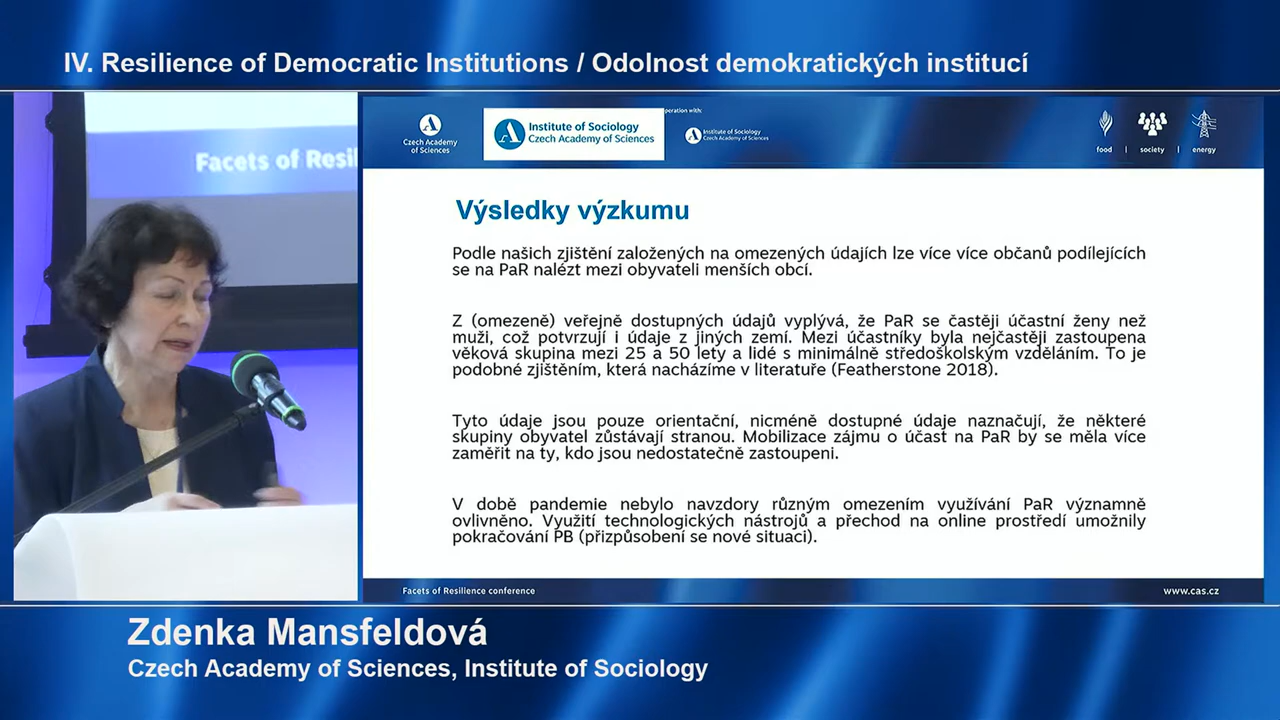 IV. Resilience of Democratic Institutions / Odolnost demokratických institucí
Facets of Resil
Czech Academy
of Sciences
Institute of Sociology
Czech Academy of Sciences
operation with:
Institute of Sociology
Czech Academy of Sciences
food | society | energy
Výsledky výzkumu
Podle našich zjištění založených na omezených údajích lze více více občanů podílejících
se na PaR nalézt mezi obyvateli menších obcí.
Z (omezeně) veřejně dostupných údajů vyplývá, že PaR se častěji účastní ženy než
muži, což potvrzují i údaje z jiných zemí. Mezi účastníky byla nejčastěji zastoupena
věková skupina mezi 25 a 50 lety a lidé s minimálně středoškolským vzděláním. To je
podobné zjištěním, která nacházíme v literatuře (Featherstone 2018).
Tyto údaje jsou pouze orientační, nicméně dostupné údaje naznačují, že některé
skupiny obyvatel zůstávají stranou. Mobilizace zájmu o účast na PaR by se měla více
zaměřit na ty, kdo jsou nedostatečně zastoupeni.
V době pandemie nebylo navzdory různým omezením využívání PaR významně
ovlivněno. Využití technologických nástrojů a přechod na online prostředí umožnily
pokračování PB (přizpůsobení se nové situaci).
Facets of Resilience conference
www.cas.cz
Zdenka Mansfeldová
Czech Academy of Sciences, Institute of Sociology